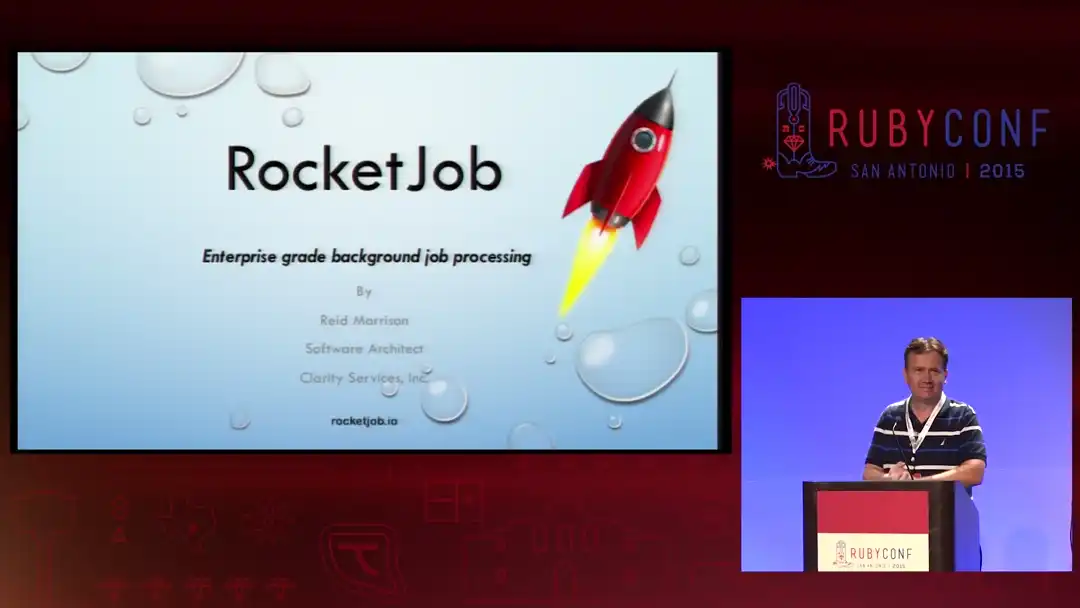 RocketJob
Enterprise grade background job processing
By
Reid Morrison
Software Architect
Clarity Services, Inc.
rocketjob.io
RUBYCONF
SAN ANTONIO | 2015
RUBYCONF
SAN ANTONIO | 2015